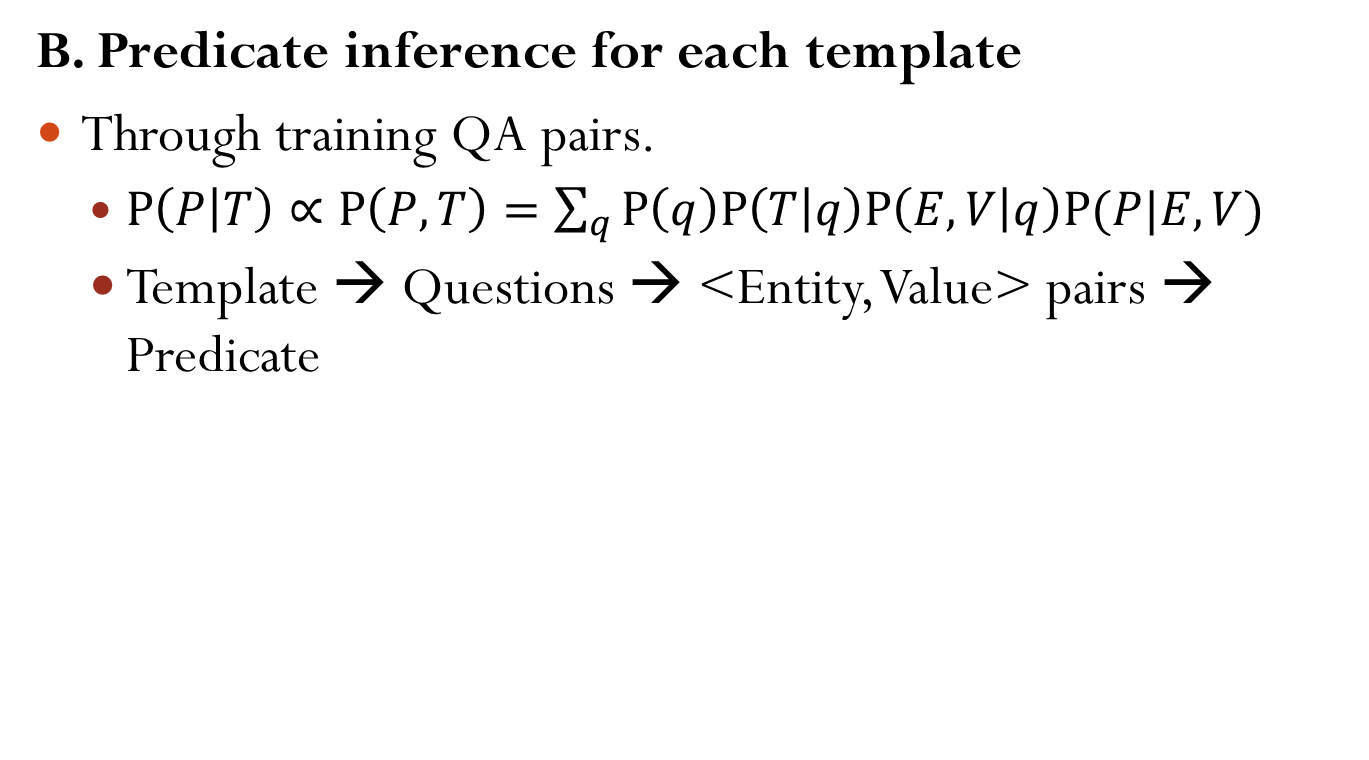 B. Predicate inference for each template
• Through training QA pairs.
• P(P|T) ∝ P(P, T) = ∑q P(q)P(T|q)P(E, V|q)P(P|E, V)
• Template → Questions → <Entity, Value> pairs →
Predicate